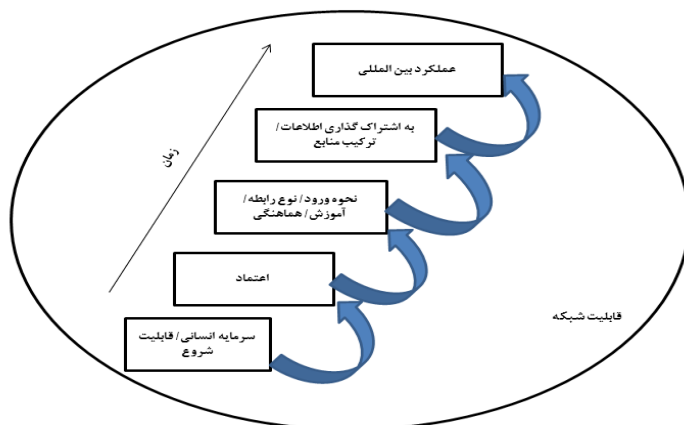 عملکرد بین المللی
به اشتراک گذاری اطلاعات/
ترکیب منابع
زمان
نحوه ورود/ نوع رابطه/
آموزش/ هماهنگی
اعتماد
قابلیت شبکه
سرمایه انسانی/ قابلیت
شروع